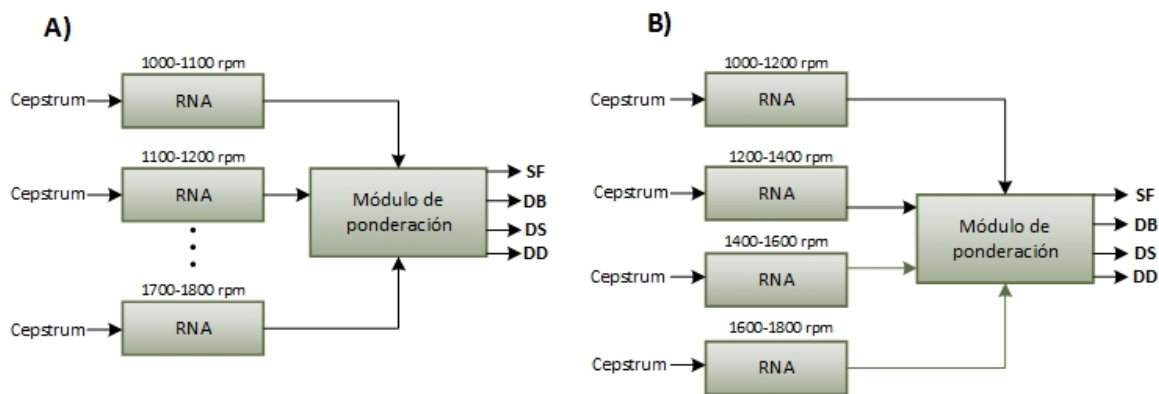 A)
1000-1100 rpm
Cepstrum
RNA
1100-1200 rpm
Cepstrum
RNA
1700-1800 rpm
Cepstrum
RNA
Módulo de
ponderación
SF
DB
DS
DD
B)
1000-1200 rpm
Cepstrum
RNA
1200-1400 rpm
Cepstrum
RNA
1400-1600 rpm
Cepstrum
RNA
1600-1800 rpm
Cepstrum
RNA
Módulo de
ponderación
SF
DB
DS
DD